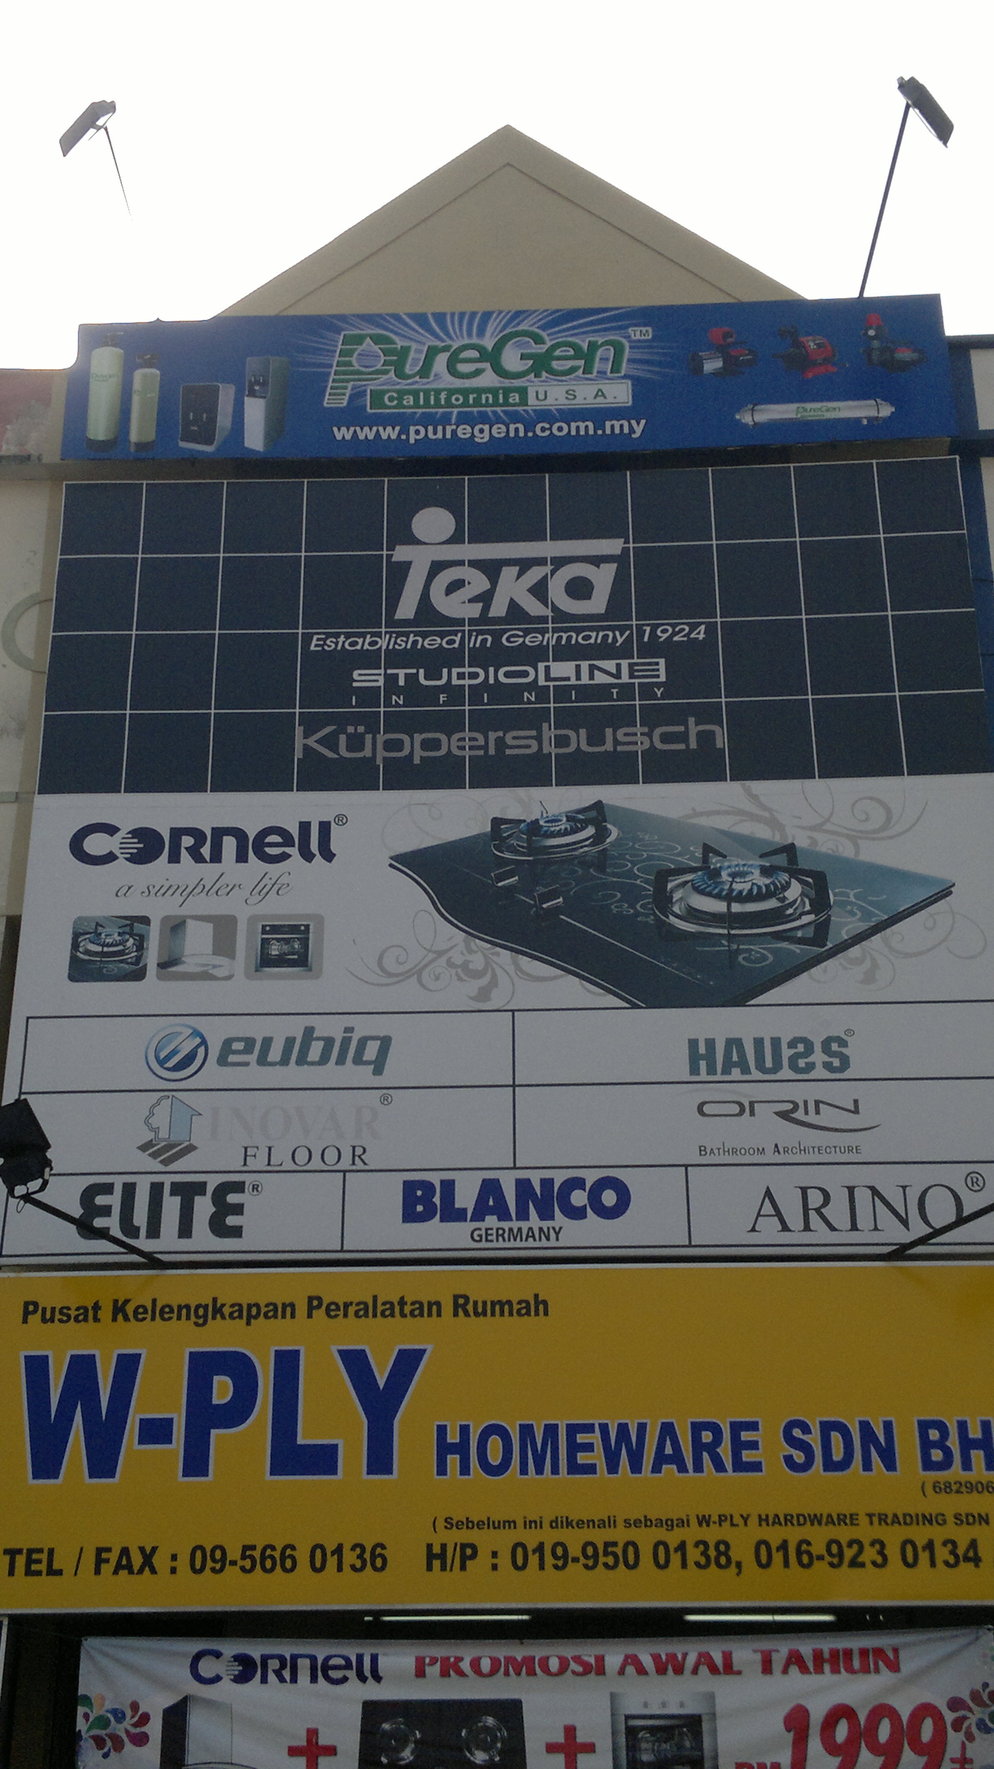 PureGen™
California U.S.A.
www.puregen.com.my
PureGen
Teka
Established in Germany 1924
STUDIOLINE
INFINITY
Küppersbusch
CORNELL®
a simpler life
eubiq
HAUSS®
INOVAR®
FLOOR
ORIN
BATHROOM ARCHITECTURE
ELITE®
BLANCO
GERMANY
ARINO®
Pusat Kelengkapan Peralatan Rumah
W-PLY HOMEWARE SDN BH
( 682906
( Sebelum ini dikenali sebagai W-PLY HARDWARE TRADING SDN
TEL / FAX : 09-566 0136 H/P : 019-950 0138, 016-923 0134
CORNELL PROMOSI AWAL TAHUN
+ + RM1999